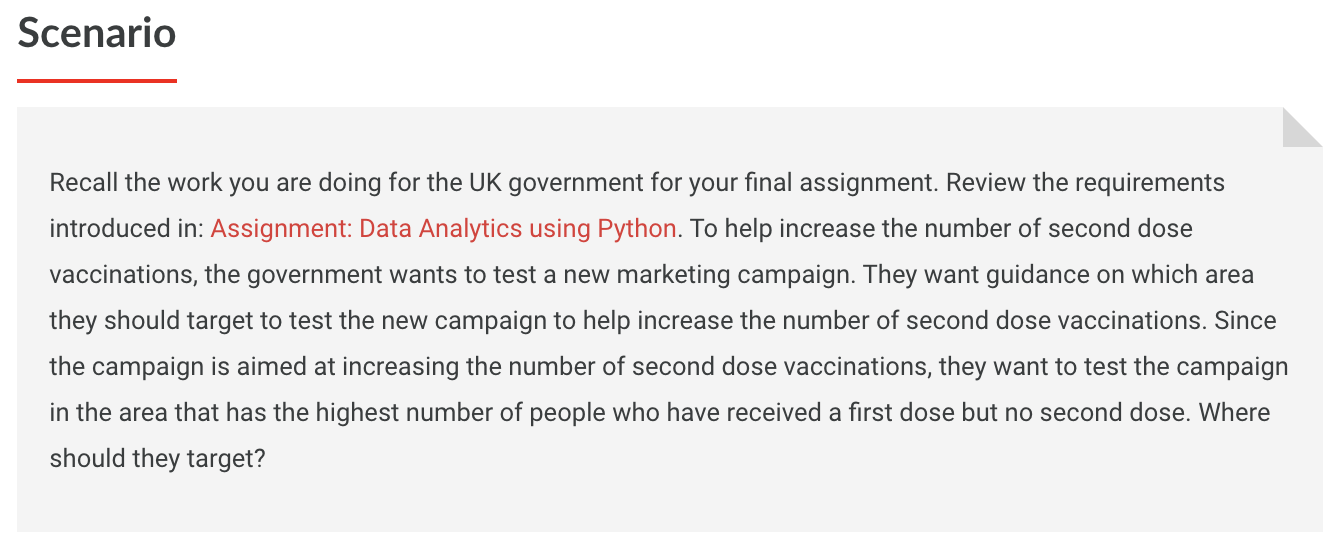 Scenario
Recall the work you are doing for the UK government for your final assignment. Review the requirements
introduced in: Assignment: Data Analytics using Python. To help increase the number of second dose
vaccinations, the government wants to test a new marketing campaign. They want guidance on which area
they should target to test the new campaign to help increase the number of second dose vaccinations. Since
the campaign is aimed at increasing the number of second dose vaccinations, they want to test the campaign
in the area that has the highest number of people who have received a first dose but no second dose. Where
should they target?